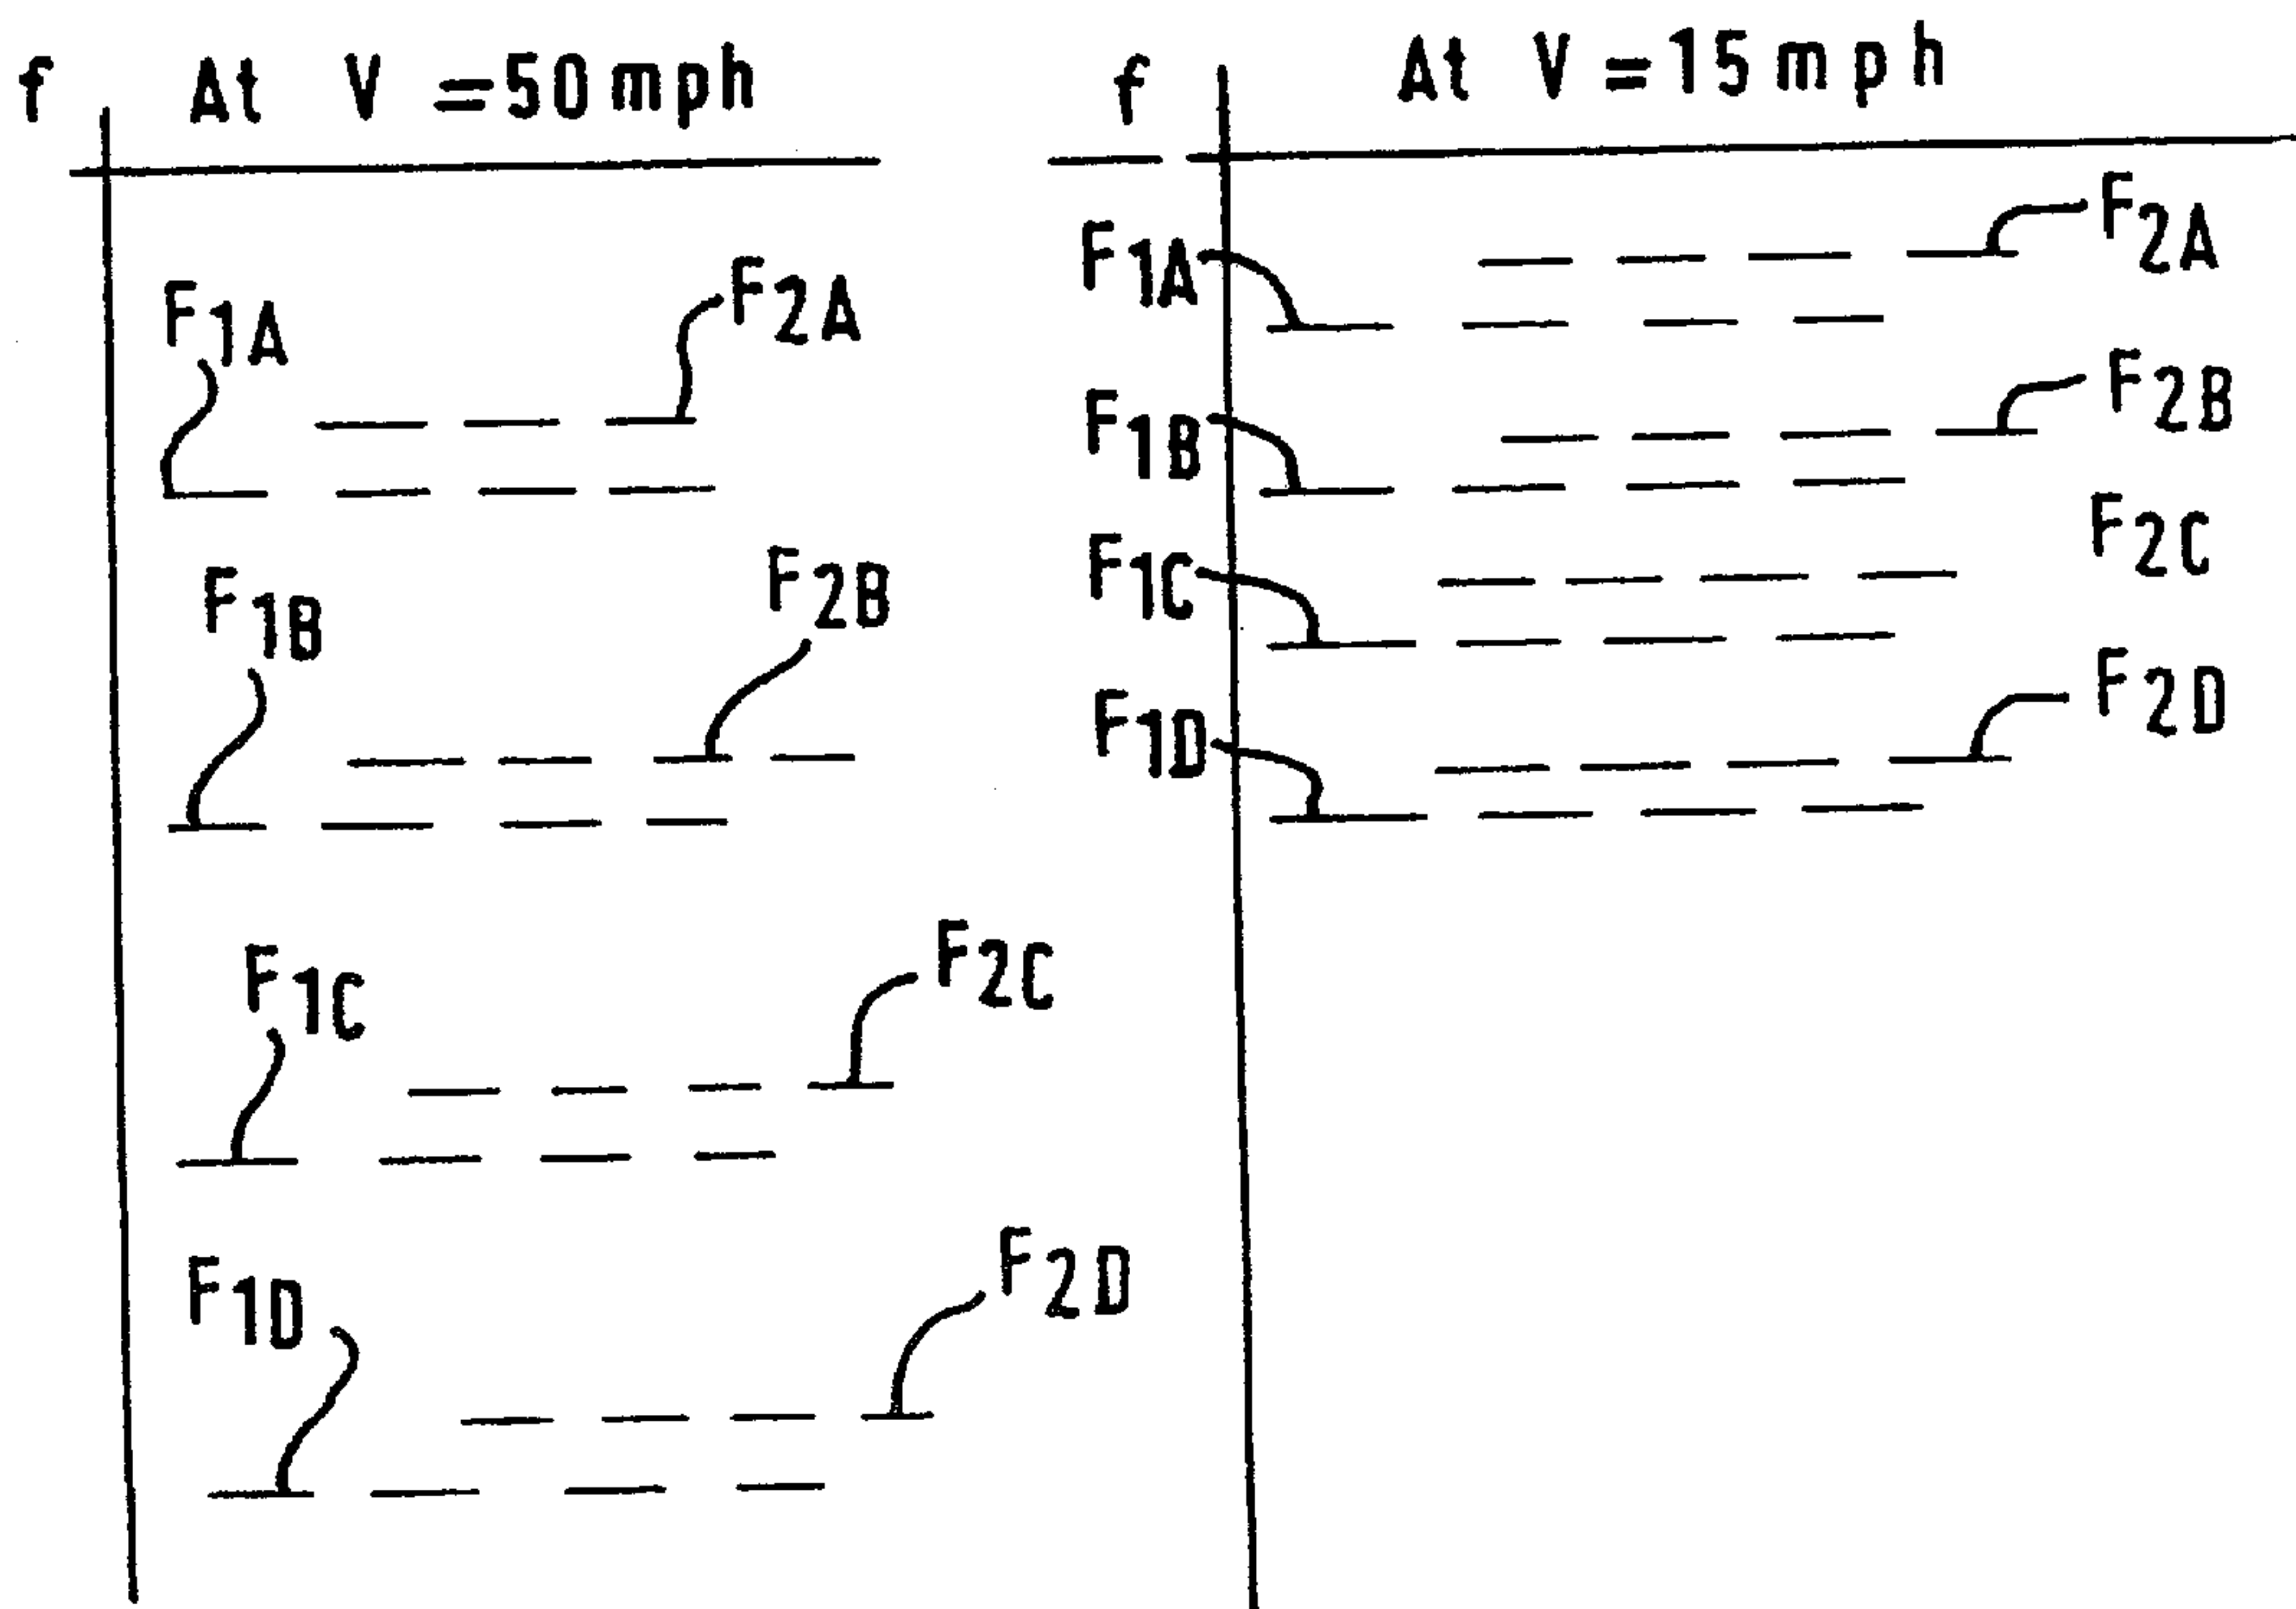 f At V = 50 mph
F1A F2A
F1B F2B
F1C F2C
F1D F2D
f At V = 15 mph
F1A F2A
F1B F2B
F1C F2C
F1D F2D